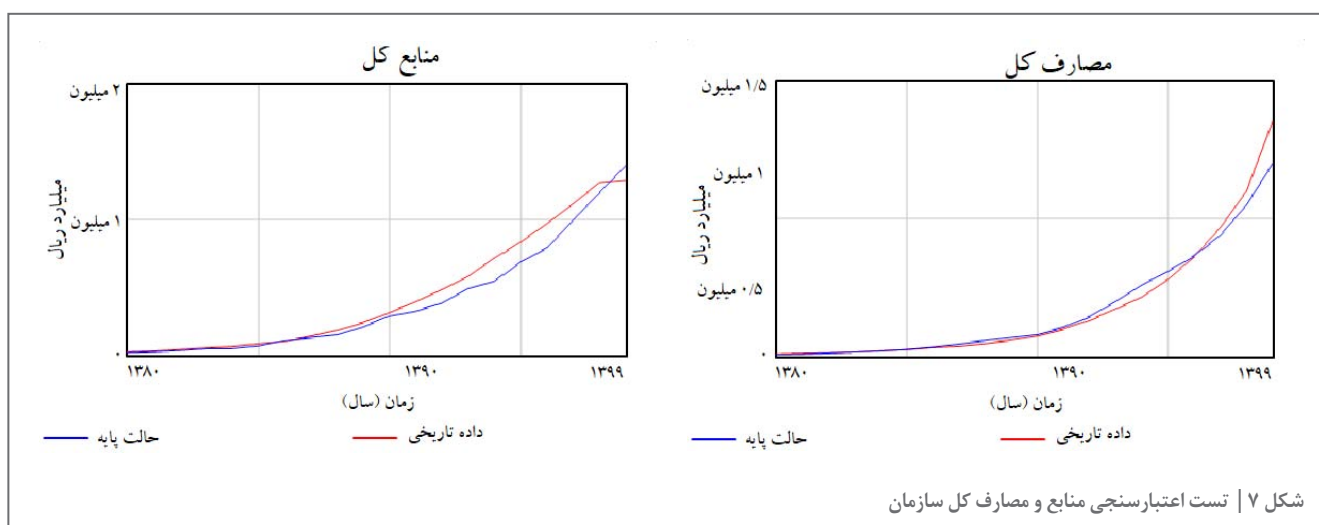 مصارف کل
۱/۵ میلیون
۱ میلیون
۰/۵ میلیون
۰
میلیارد ریال
۱۳۸۰
۱۳۹۰
۱۳۹۹
زمان (سال)
داده تاریخی
حالت پایه
منابع کل
۲ میلیون
۱ میلیون
۰
میلیارد ریال
۱۳۸۰
۱۳۹۰
۱۳۹۹
زمان (سال)
داده تاریخی
حالت پایه
شکل ۷ | تست اعتبارسنجی منابع و مصارف کل سازمان